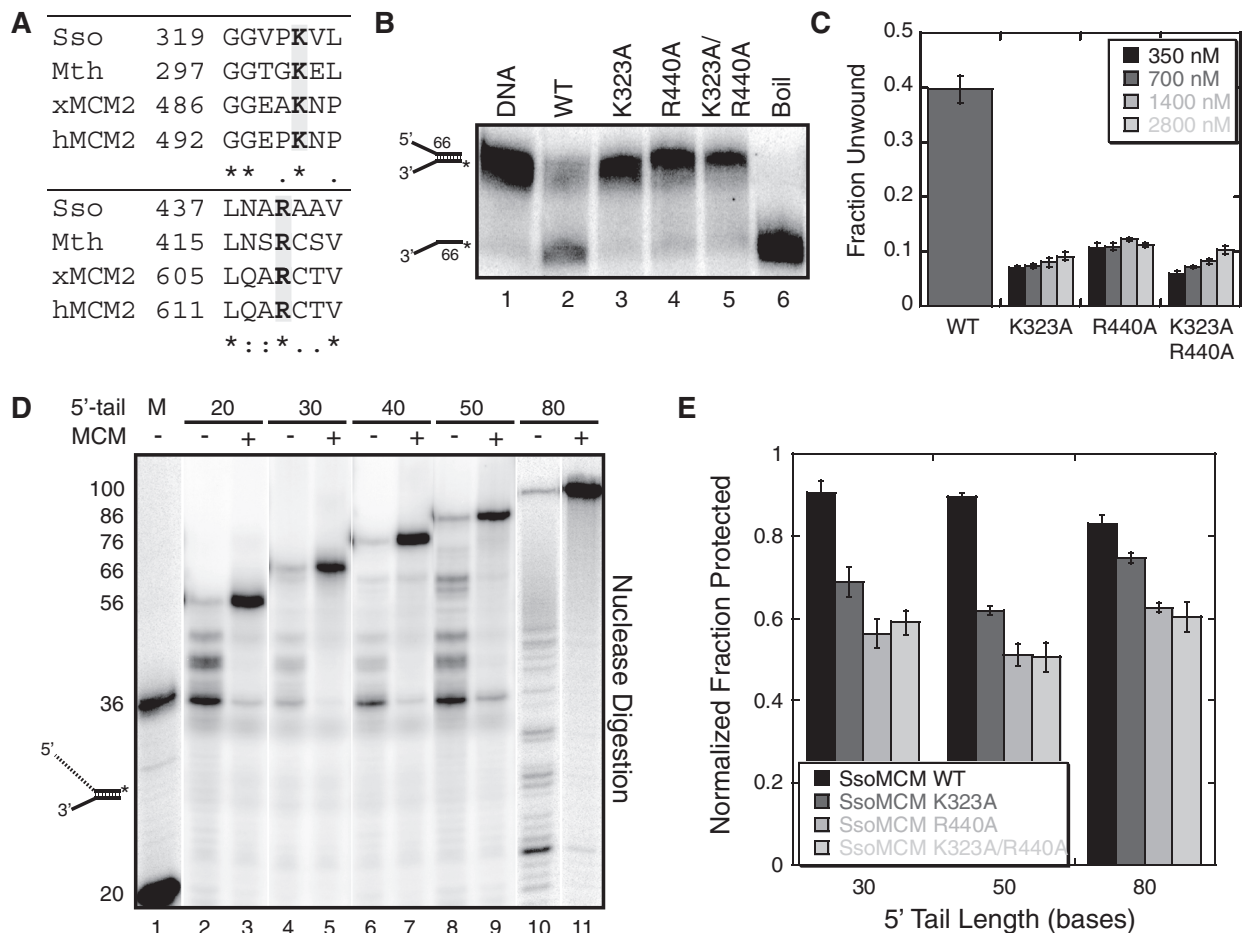 A
Sso 319 GGVPKVL
Mth 297 GGTGKEL
xMCM2 486 GGEAKNP
hMCM2 492 GGEPKNP
** .* .
Sso 437 LNARAAV
Mth 415 LNSRCSV
xMCM2 605 LQARCTV
hMCM2 611 LQARCTV
*::*..*
B
DNA WT K323A R440A K323A/ R440A Boil
5' 66
3' *
3' 66 *
1 2 3 4 5 6
C
Fraction Unwound
0.5
0.4
0.3
0.2
0.1
0
350 nM
700 nM
1400 nM
2800 nM
WT K323A R440A K323A
R440A
D
5'-tail M 20 30 40 50 80
MCM - - + - + - + - + - +
100
86
76
66
56
36
20
5'
3' *
Nuclease Digestion
1 2 3 4 5 6 7 8 9 10 11
E
Normalized Fraction Protected
1
0.8
0.6
0.4
0.2
0
SsoMCM WT
SsoMCM K323A
SsoMCM R440A
SsoMCM K323A/R440A
30 50 80
5' Tail Length (bases)